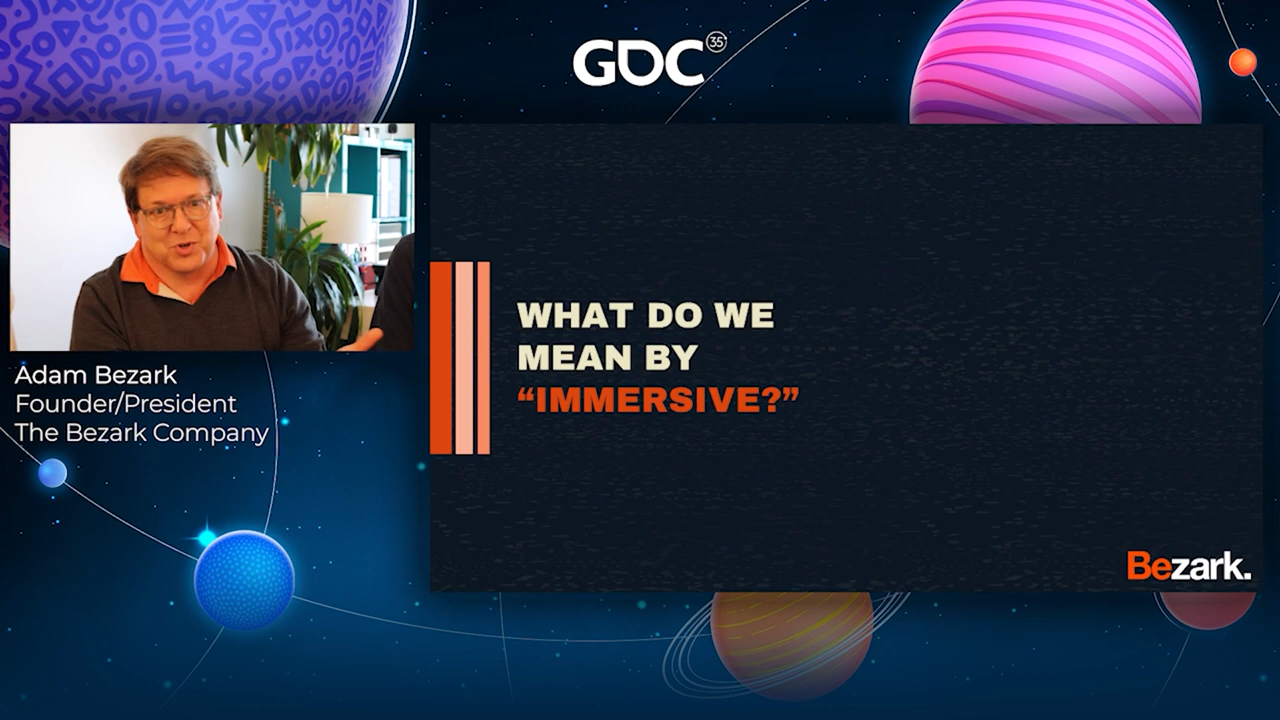 GDC 35
Adam Bezark
Founder/President
The Bezark Company
WHAT DO WE
MEAN BY
“IMMERSIVE?”
Bezark.